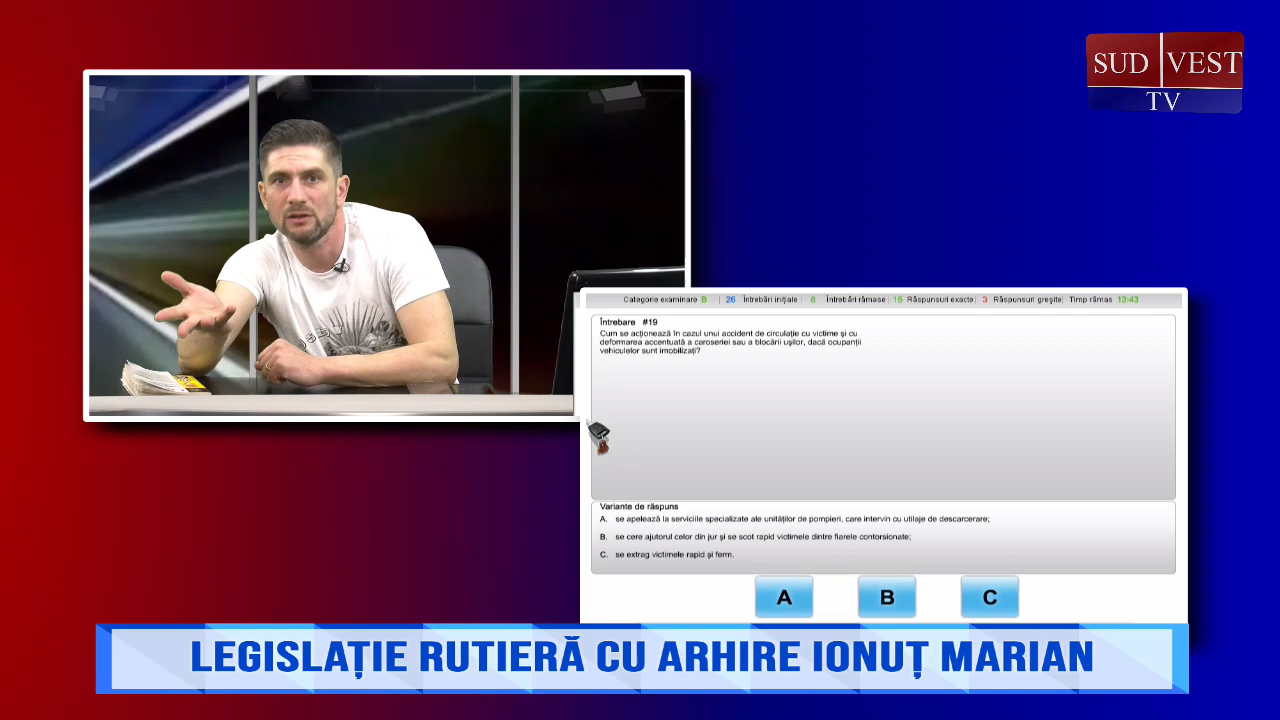 SUD VEST
TV
Categorie examinare B | 26 Întrebări inițiale | 8 Întrebări rămase | 15 Răspunsuri exacte | 3 Răspunsuri greșite | Timp rămas 13:43
Întrebare #19
Cum se acționează în cazul unui accident de circulație cu victime și cu
deformarea accentuată a caroseriei sau a blocării ușilor, dacă ocupanții
vehiculelor sunt imobilizați?
Variante de răspuns
A. se apelează la serviciile specializate ale unităților de pompieri, care intervin cu utilaje de descarcerare;
B. se cere ajutorul celor din jur și se scot rapid victimele dintre fiarele contorsionate;
C. se extrag victimele rapid și ferm.
A B C
LEGISLAȚIE RUTIERĂ CU ARHIRE IONUȚ MARIAN